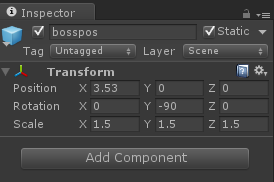 Inspector
bosspos Static
Tag Untagged Layer Scene
Transform
Position X 3.53 Y 0 Z 0
Rotation X 0 Y -90 Z 0
Scale X 1.5 Y 1.5 Z 1.5
Add Component